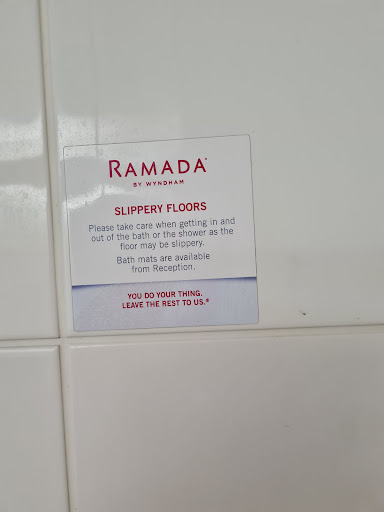 RAMADA®
BY WYNDHAM
SLIPPERY FLOORS
Please take care when getting in and
out of the bath or the shower as the
floor may be slippery.
Bath mats are available
from Reception.
YOU DO YOUR THING.
LEAVE THE REST TO US.®